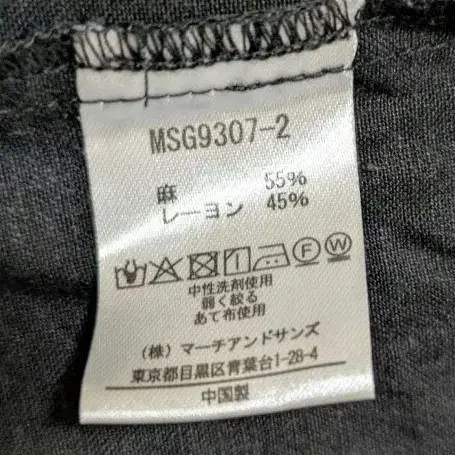 MSG9307-2
麻 55%
レーヨン 45%
F W
中性洗剤使用
弱く絞る
あて布使用
(株) マーチアンドサンズ
東京都目黒区青葉台1-28-4
中国製